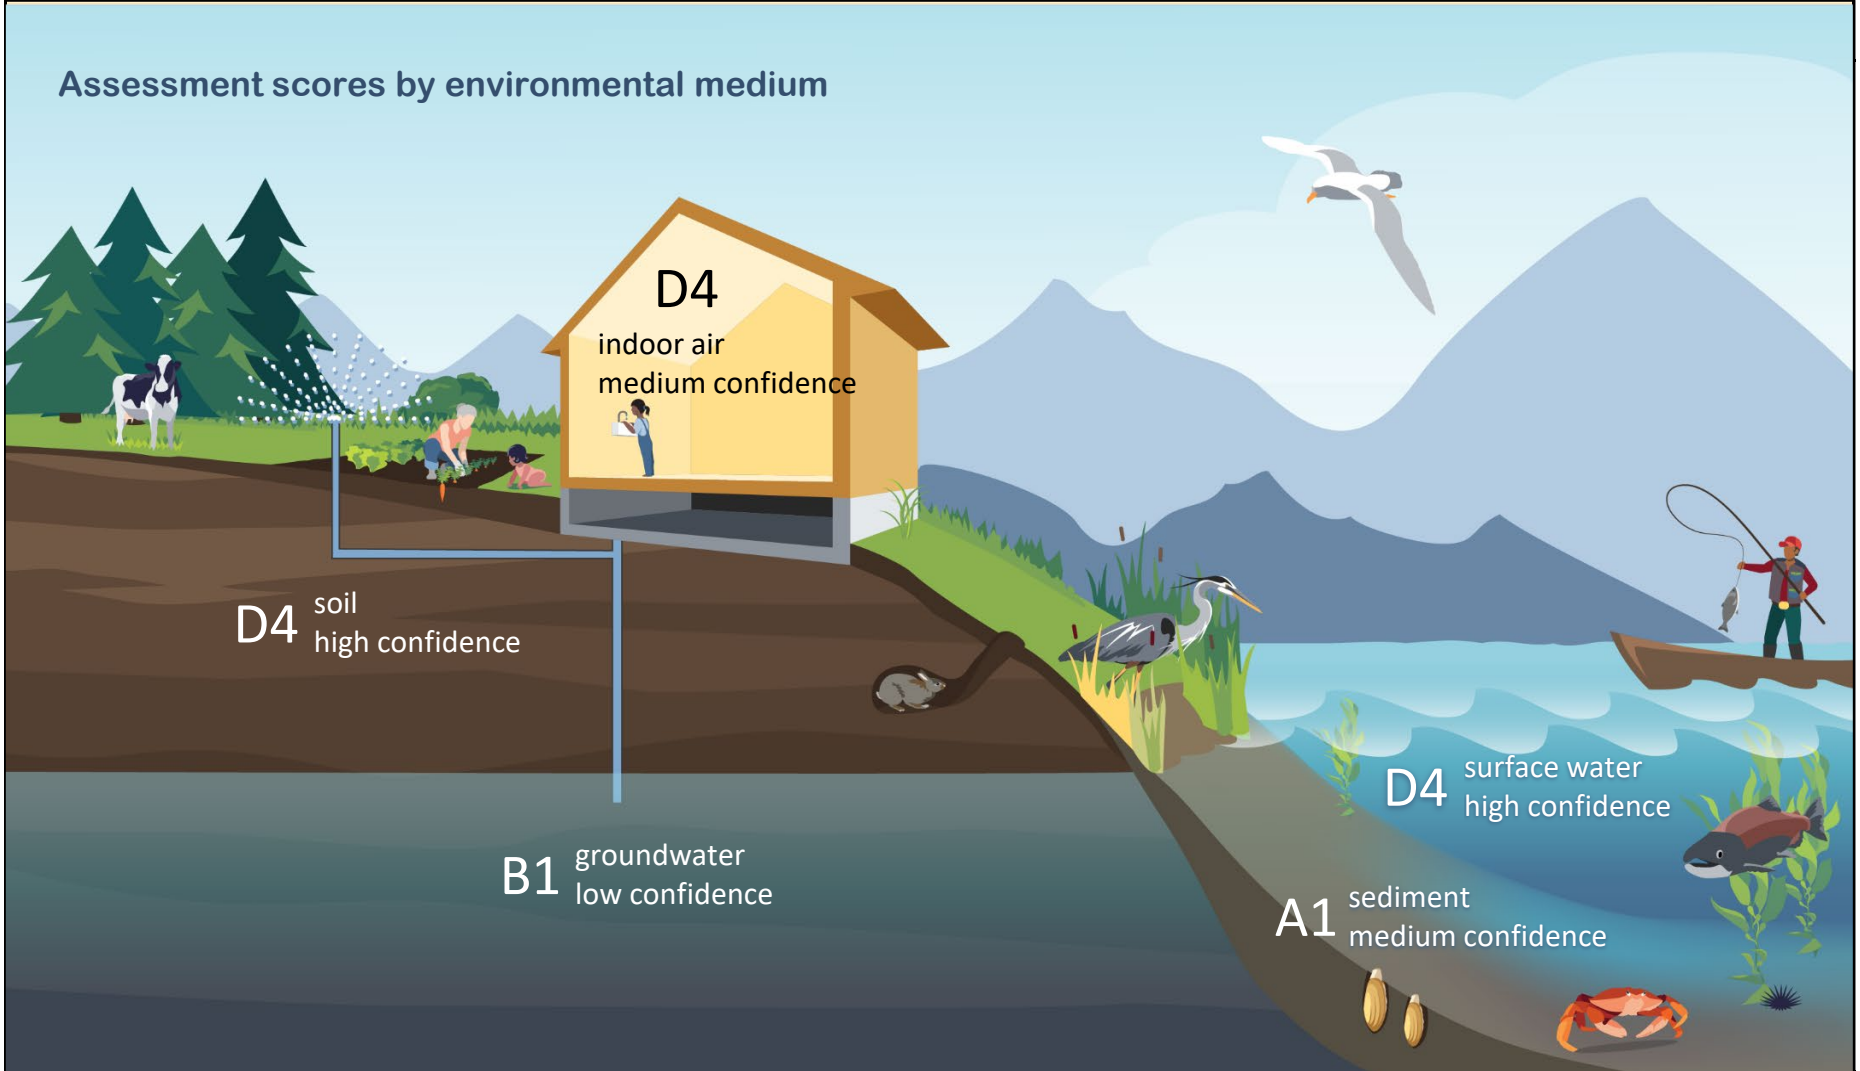 Assessment scores by environmental medium
D4
indoor air
medium confidence
D4
soil
high confidence
D4
surface water
high confidence
B1
groundwater
low confidence
A1
sediment
medium confidence